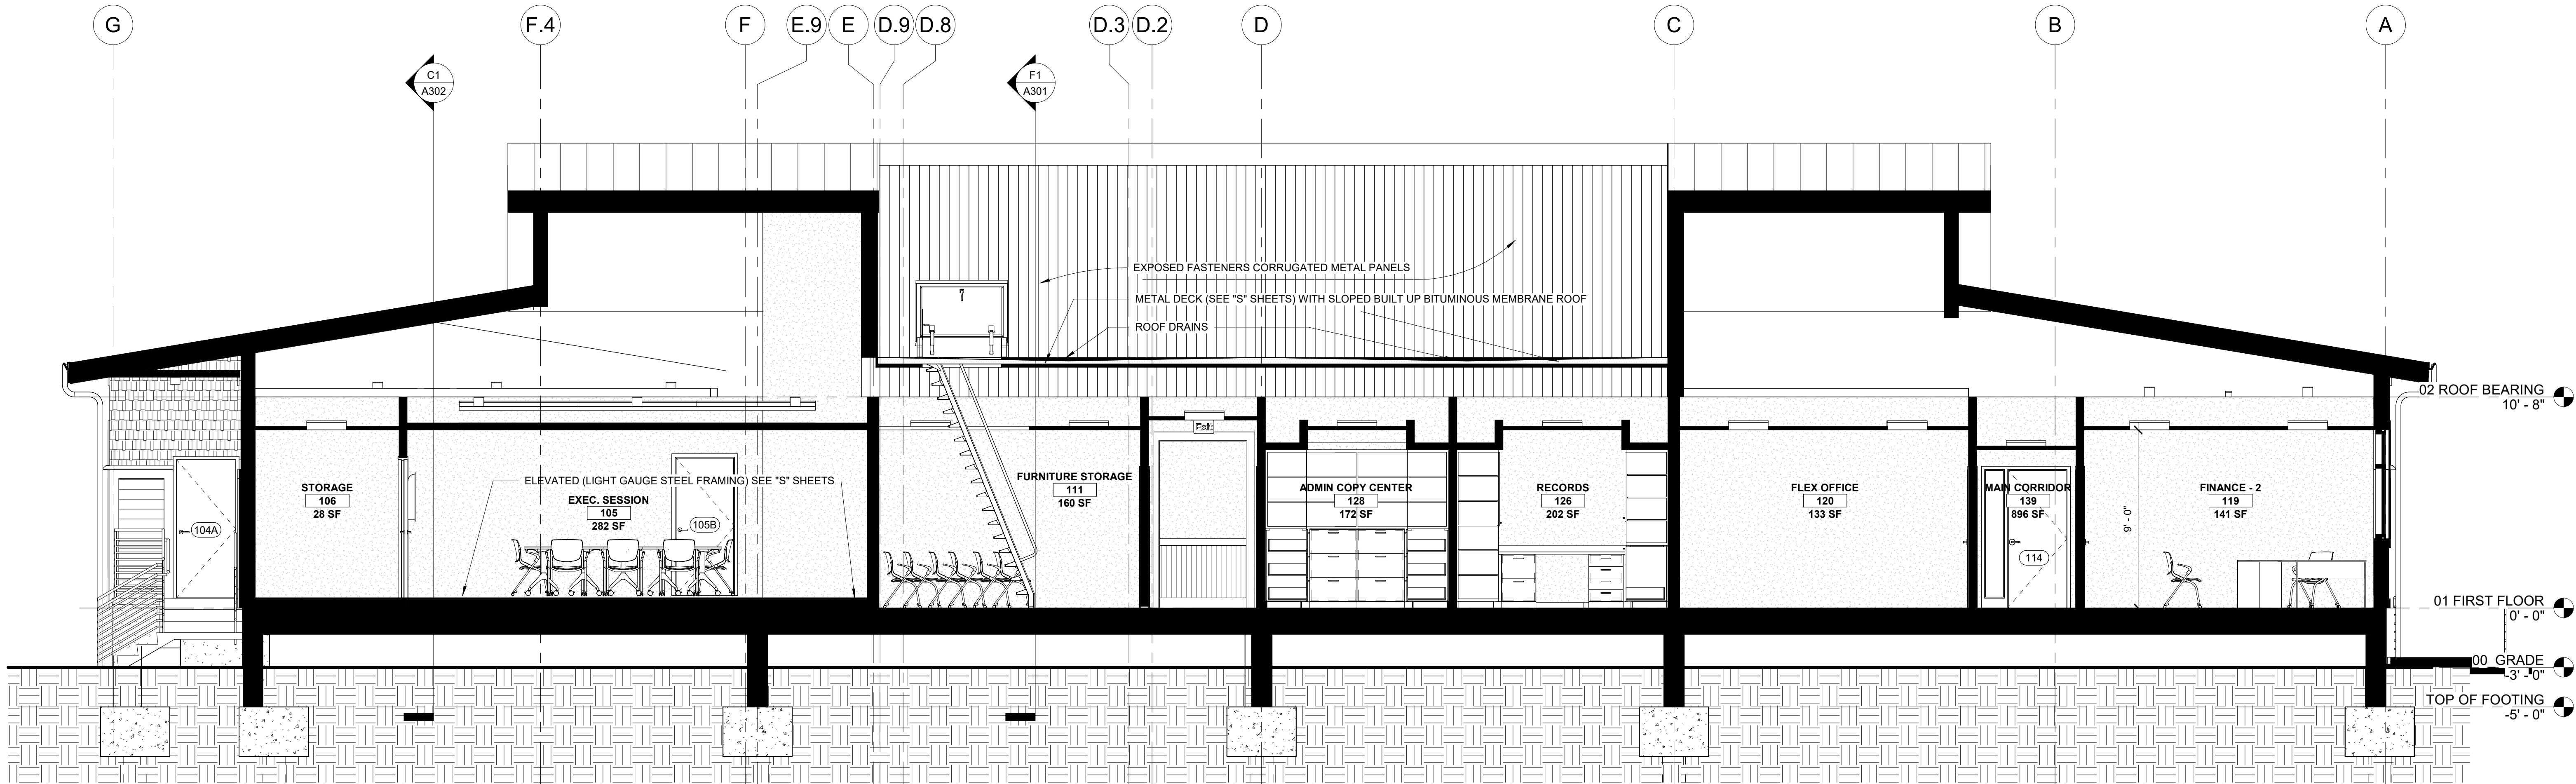 G
F.4
F
E.9
E
D.9
D.8
D.3
D.2
D
C
B
A
C1
A302
F1
A301
EXPOSED FASTENERS CORRUGATED METAL PANELS
METAL DECK (SEE "S" SHEETS) WITH SLOPED BUILT UP BITUMINOUS MEMBRANE ROOF
ROOF DRAINS
02 ROOF BEARING
10' - 8"
Exit
STORAGE
106
28 SF
104A
ELEVATED (LIGHT GAUGE STEEL FRAMING) SEE "S" SHEETS
EXEC. SESSION
105
282 SF
105B
FURNITURE STORAGE
111
160 SF
ADMIN COPY CENTER
128
172 SF
RECORDS
126
202 SF
FLEX OFFICE
120
133 SF
MAIN CORRIDOR
139
896 SF
114
9' - 0"
FINANCE - 2
119
141 SF
01 FIRST FLOOR
0' - 0"
00 GRADE
-3' - 0"
TOP OF FOOTING
-5' - 0"